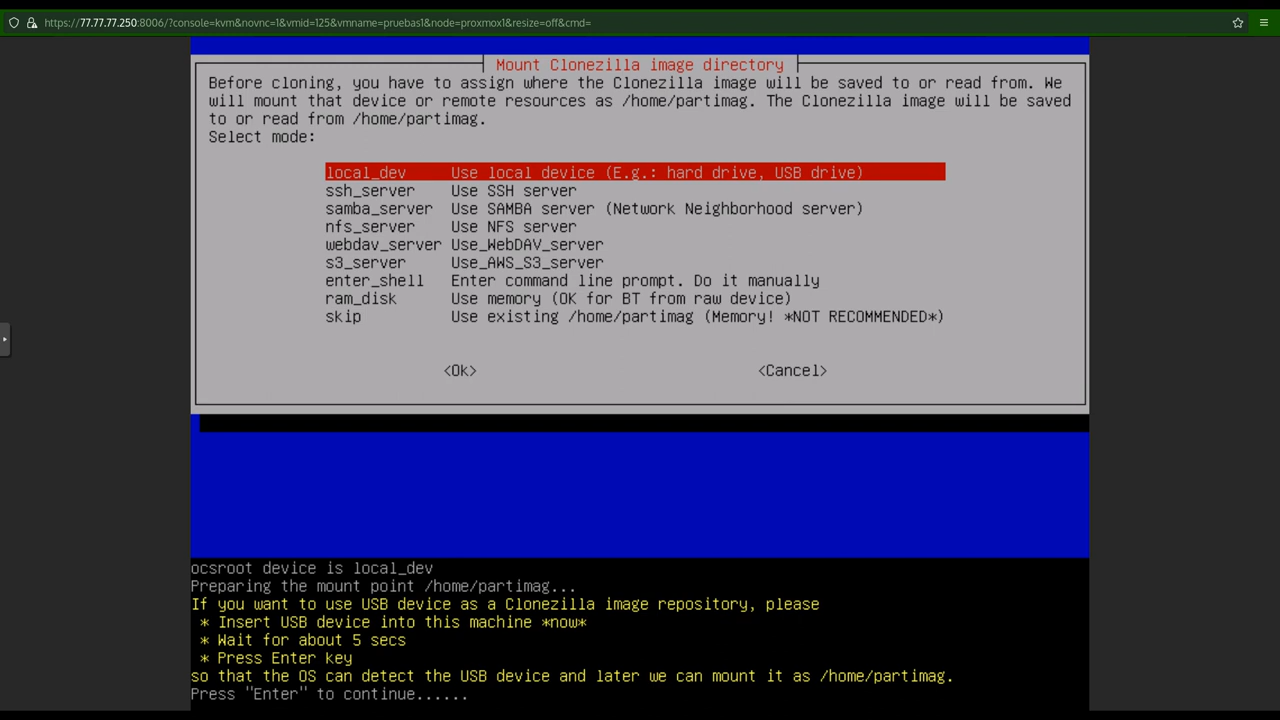 https://77.77.77.250:8006/?console=kvm&novnc=1&vmid=125&vmname=pruebas1&node=proxmox1&resize=off&cmd=
Mount Clonezilla image directory
Before cloning, you have to assign where the Clonezilla image will be saved to or read from. We
will mount that device or remote resources as /home/partimag. The Clonezilla image will be saved
to or read from /home/partimag.
Select mode:
local_dev Use local device (E.g.: hard drive, USB drive)
ssh_server Use SSH server
samba_server Use SAMBA server (Network Neighborhood server)
nfs_server Use NFS server
webdav_server Use_WebDAV_server
s3_server Use_AWS_S3_server
enter_shell Enter command line prompt. Do it manually
ram_disk Use memory (OK for BT from raw device)
skip Use existing /home/partimag (Memory! *NOT RECOMMENDED*)
<Ok> <Cancel>
ocsroot device is local_dev
Preparing the mount point /home/partimag...
If you want to use USB device as a Clonezilla image repository, please
* Insert USB device into this machine *now*
* Wait for about 5 secs
* Press Enter key
so that the OS can detect the USB device and later we can mount it as /home/partimag.
Press "Enter" to continue......